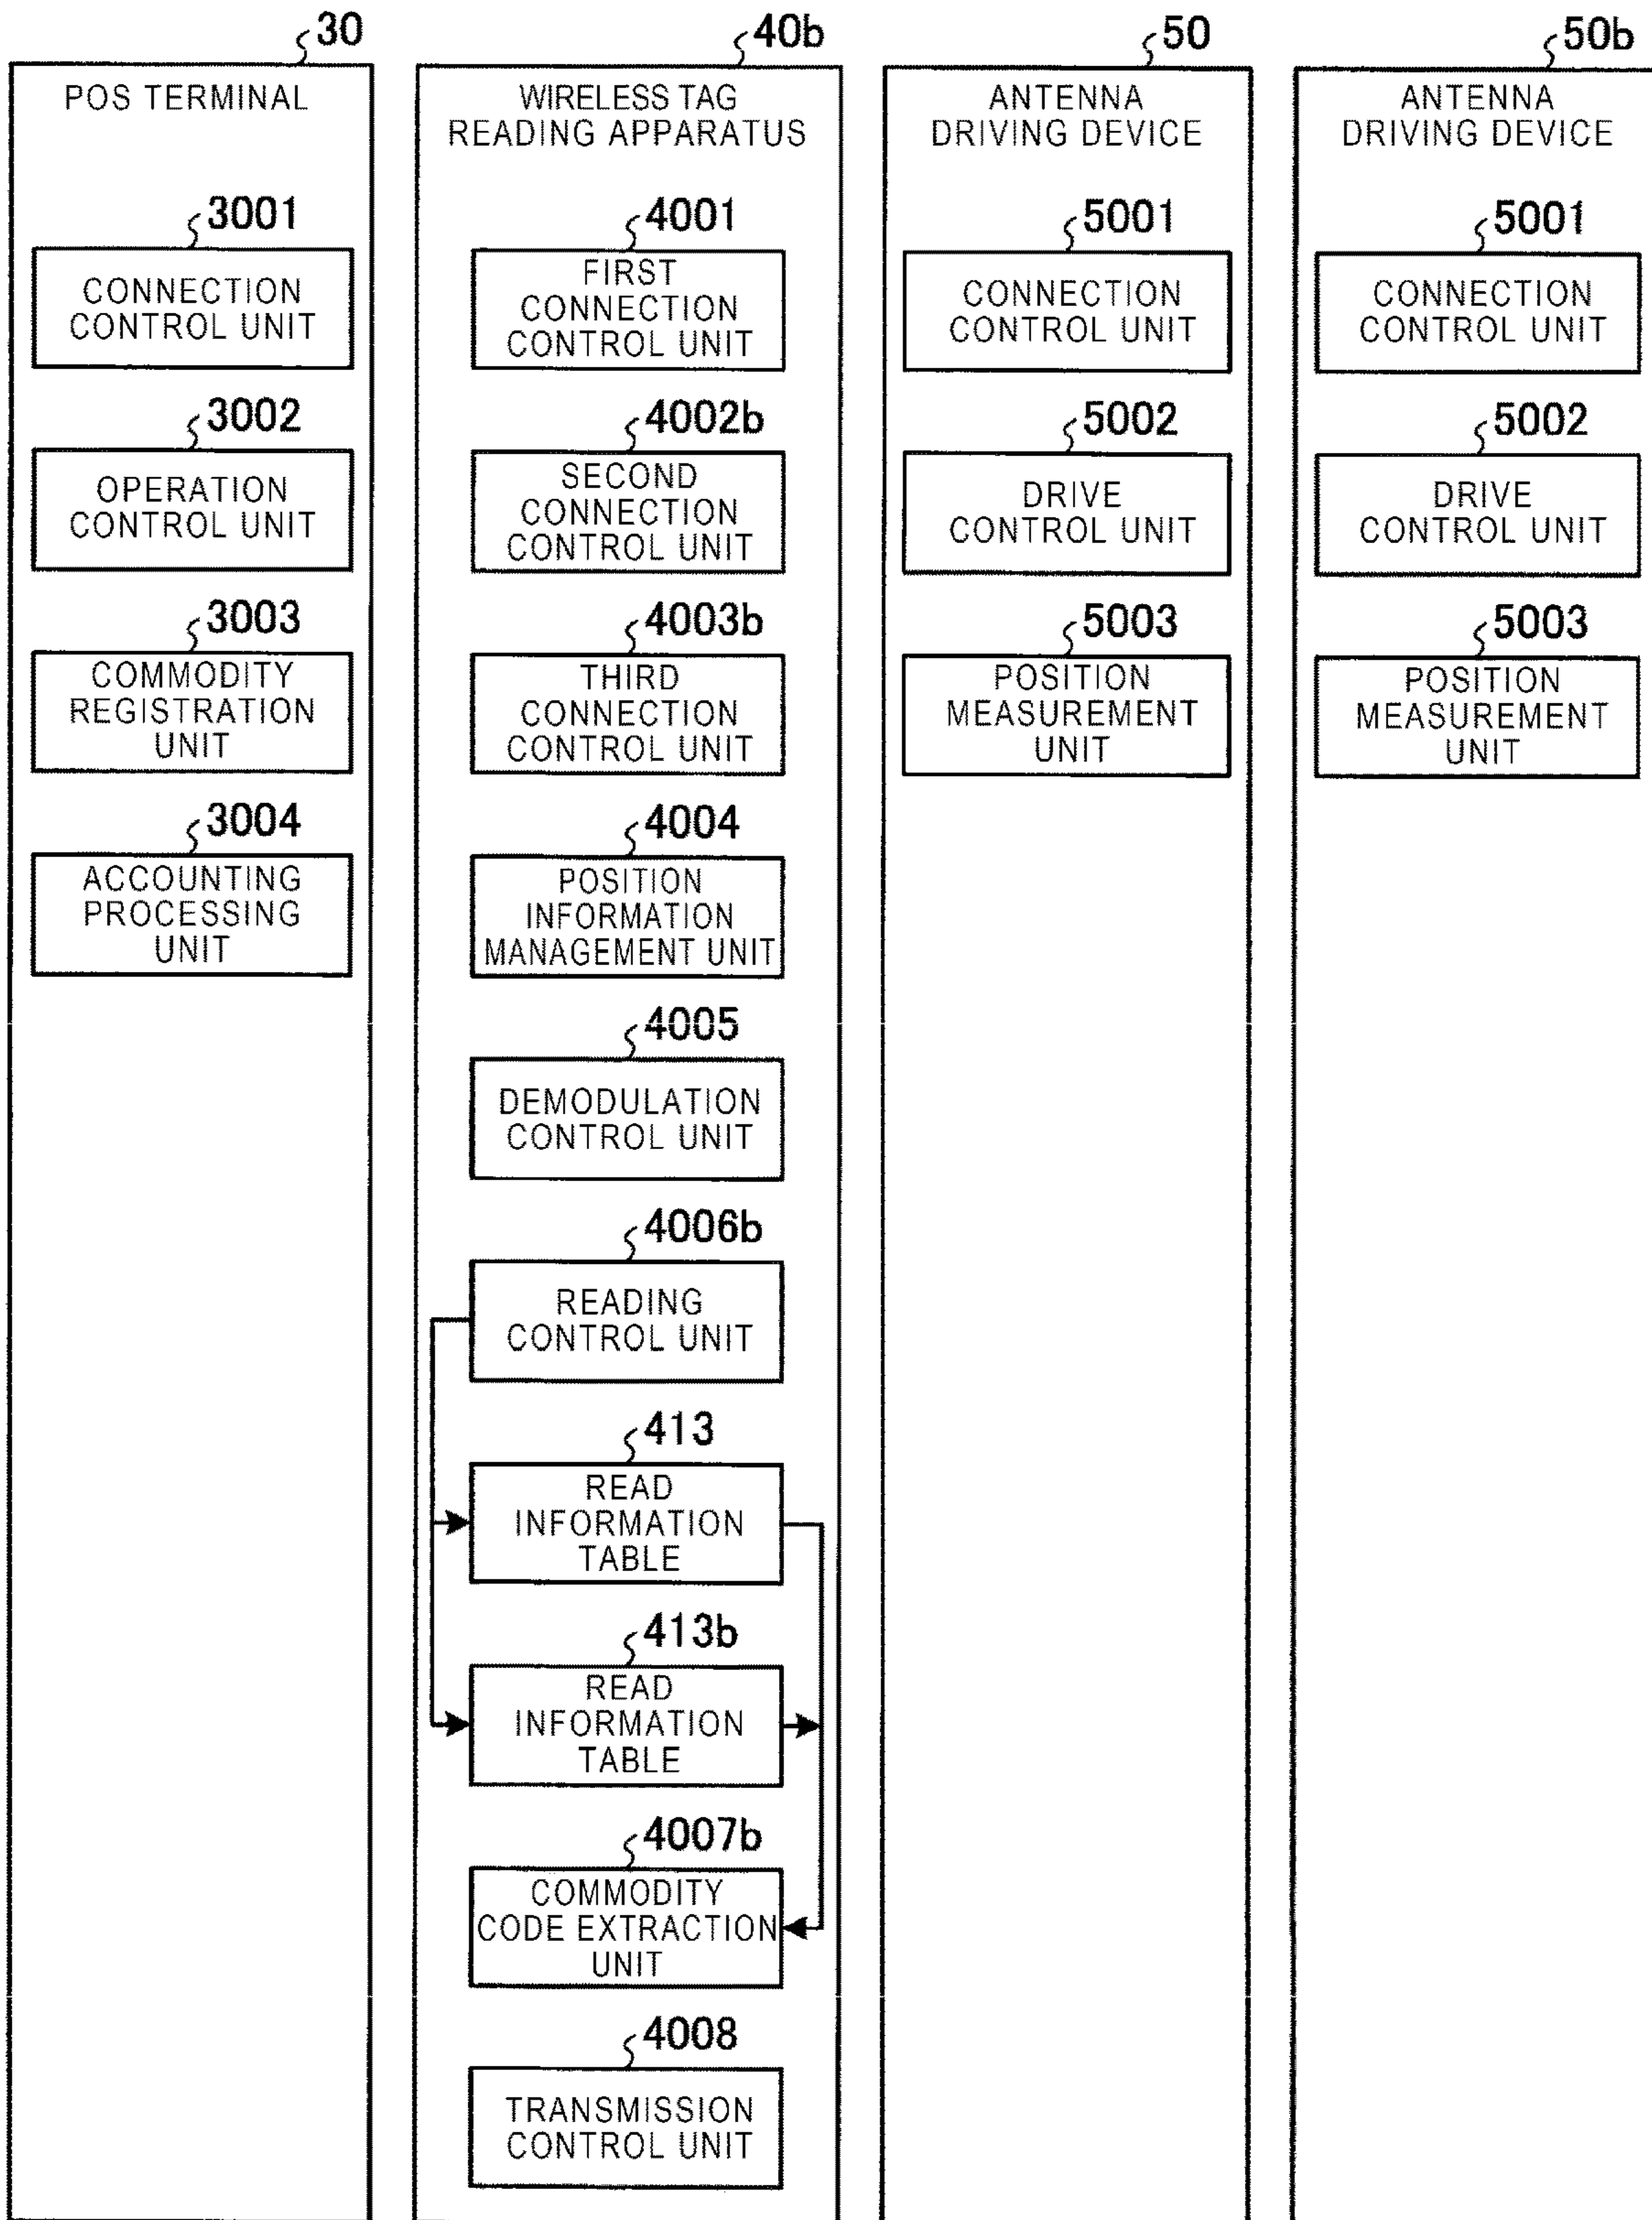 30
POS TERMINAL
3001
CONNECTION
CONTROL UNIT
3002
OPERATION
CONTROL UNIT
3003
COMMODITY
REGISTRATION
UNIT
3004
ACCOUNTING
PROCESSING
UNIT
40b
WIRELESS TAG
READING APPARATUS
4001
FIRST
CONNECTION
CONTROL UNIT
4002b
SECOND
CONNECTION
CONTROL UNIT
4003b
THIRD
CONNECTION
CONTROL UNIT
4004
POSITION
INFORMATION
MANAGEMENT UNIT
4005
DEMODULATION
CONTROL UNIT
4006b
READING
CONTROL UNIT
413
READ
INFORMATION
TABLE
413b
READ
INFORMATION
TABLE
4007b
COMMODITY
CODE EXTRACTION
UNIT
4008
TRANSMISSION
CONTROL UNIT
50
ANTENNA
DRIVING DEVICE
5001
CONNECTION
CONTROL UNIT
5002
DRIVE
CONTROL UNIT
5003
POSITION
MEASUREMENT
UNIT
50b
ANTENNA
DRIVING DEVICE
5001
CONNECTION
CONTROL UNIT
5002
DRIVE
CONTROL UNIT
5003
POSITION
MEASUREMENT
UNIT